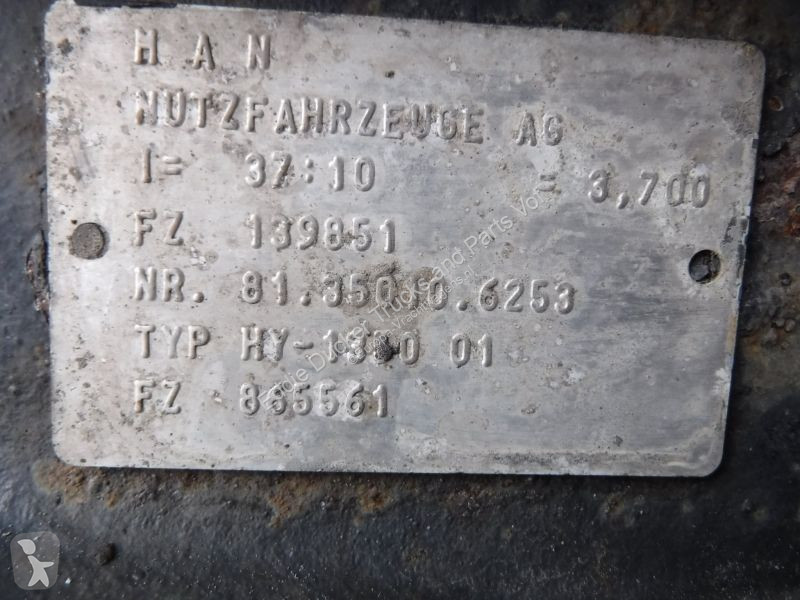 MAN
NUTZFAHRZEUGE AG
I= 37:10 = 3,700
FZ 139851
NR. 81.35010.6253
TYP HY-1350 01
FZ 865561